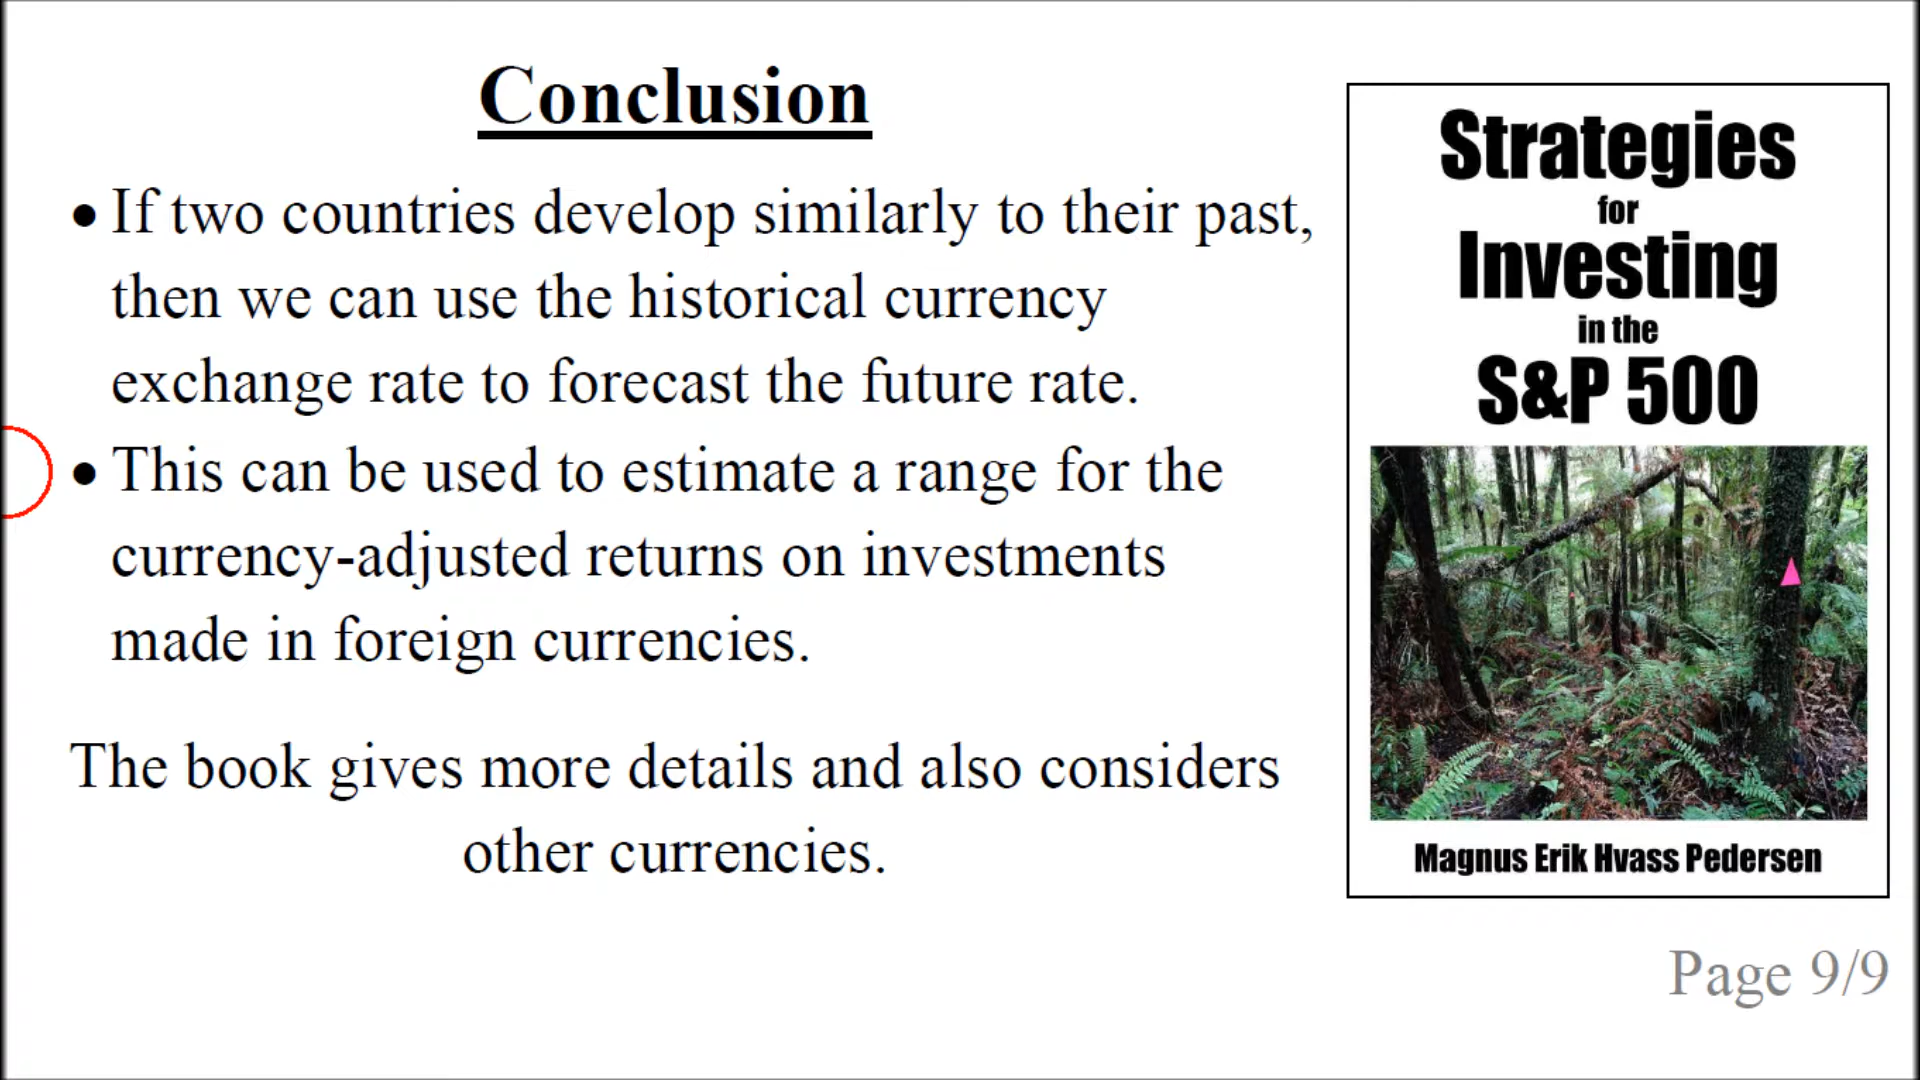 Conclusion
• If two countries develop similarly to their past,
then we can use the historical currency
exchange rate to forecast the future rate.
• This can be used to estimate a range for the
currency-adjusted returns on investments
made in foreign currencies.
The book gives more details and also considers
other currencies.
Strategies
for
Investing
in the
S&P 500
Magnus Erik Hvass Pedersen
Page 9/9